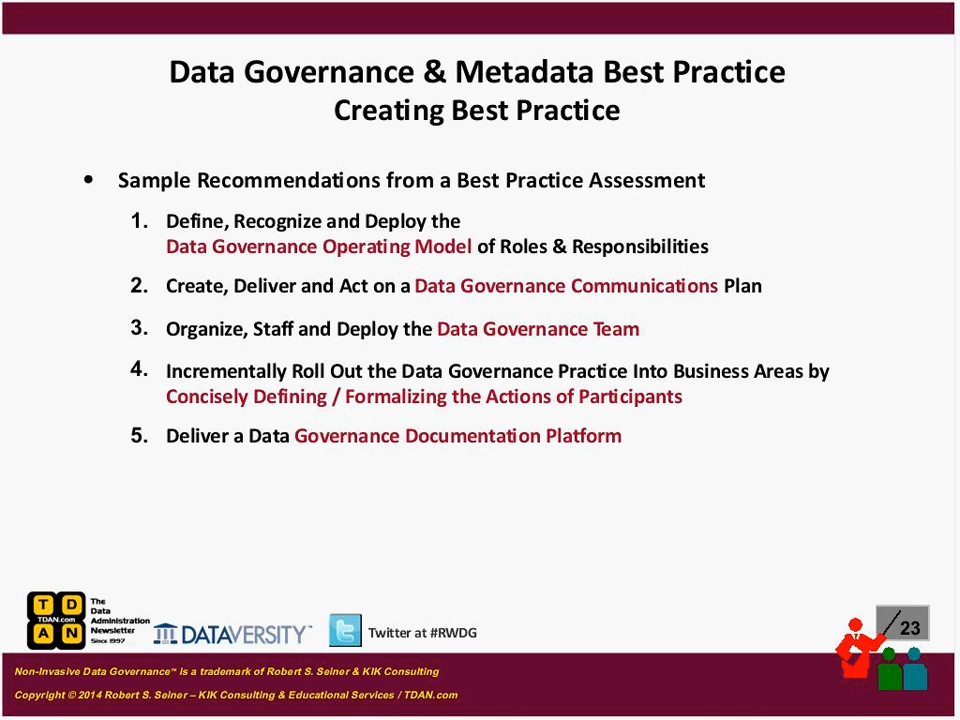 Data Governance & Metadata Best Practice
Creating Best Practice
• Sample Recommendations from a Best Practice Assessment
1. Define, Recognize and Deploy the
Data Governance Operating Model of Roles & Responsibilities
2. Create, Deliver and Act on a Data Governance Communications Plan
3. Organize, Staff and Deploy the Data Governance Team
4. Incrementally Roll Out the Data Governance Practice Into Business Areas by
Concisely Defining / Formalizing the Actions of Participants
5. Deliver a Data Governance Documentation Platform
T D
TDAN.com
A N
The
Data
Administration
Newsletter
Since 1997
DATAVERSITY™
Twitter at #RWDG
23
Non-Invasive Data Governance™ is a trademark of Robert S. Seiner & KIK Consulting
Copyright © 2014 Robert S. Seiner – KIK Consulting & Educational Services / TDAN.com